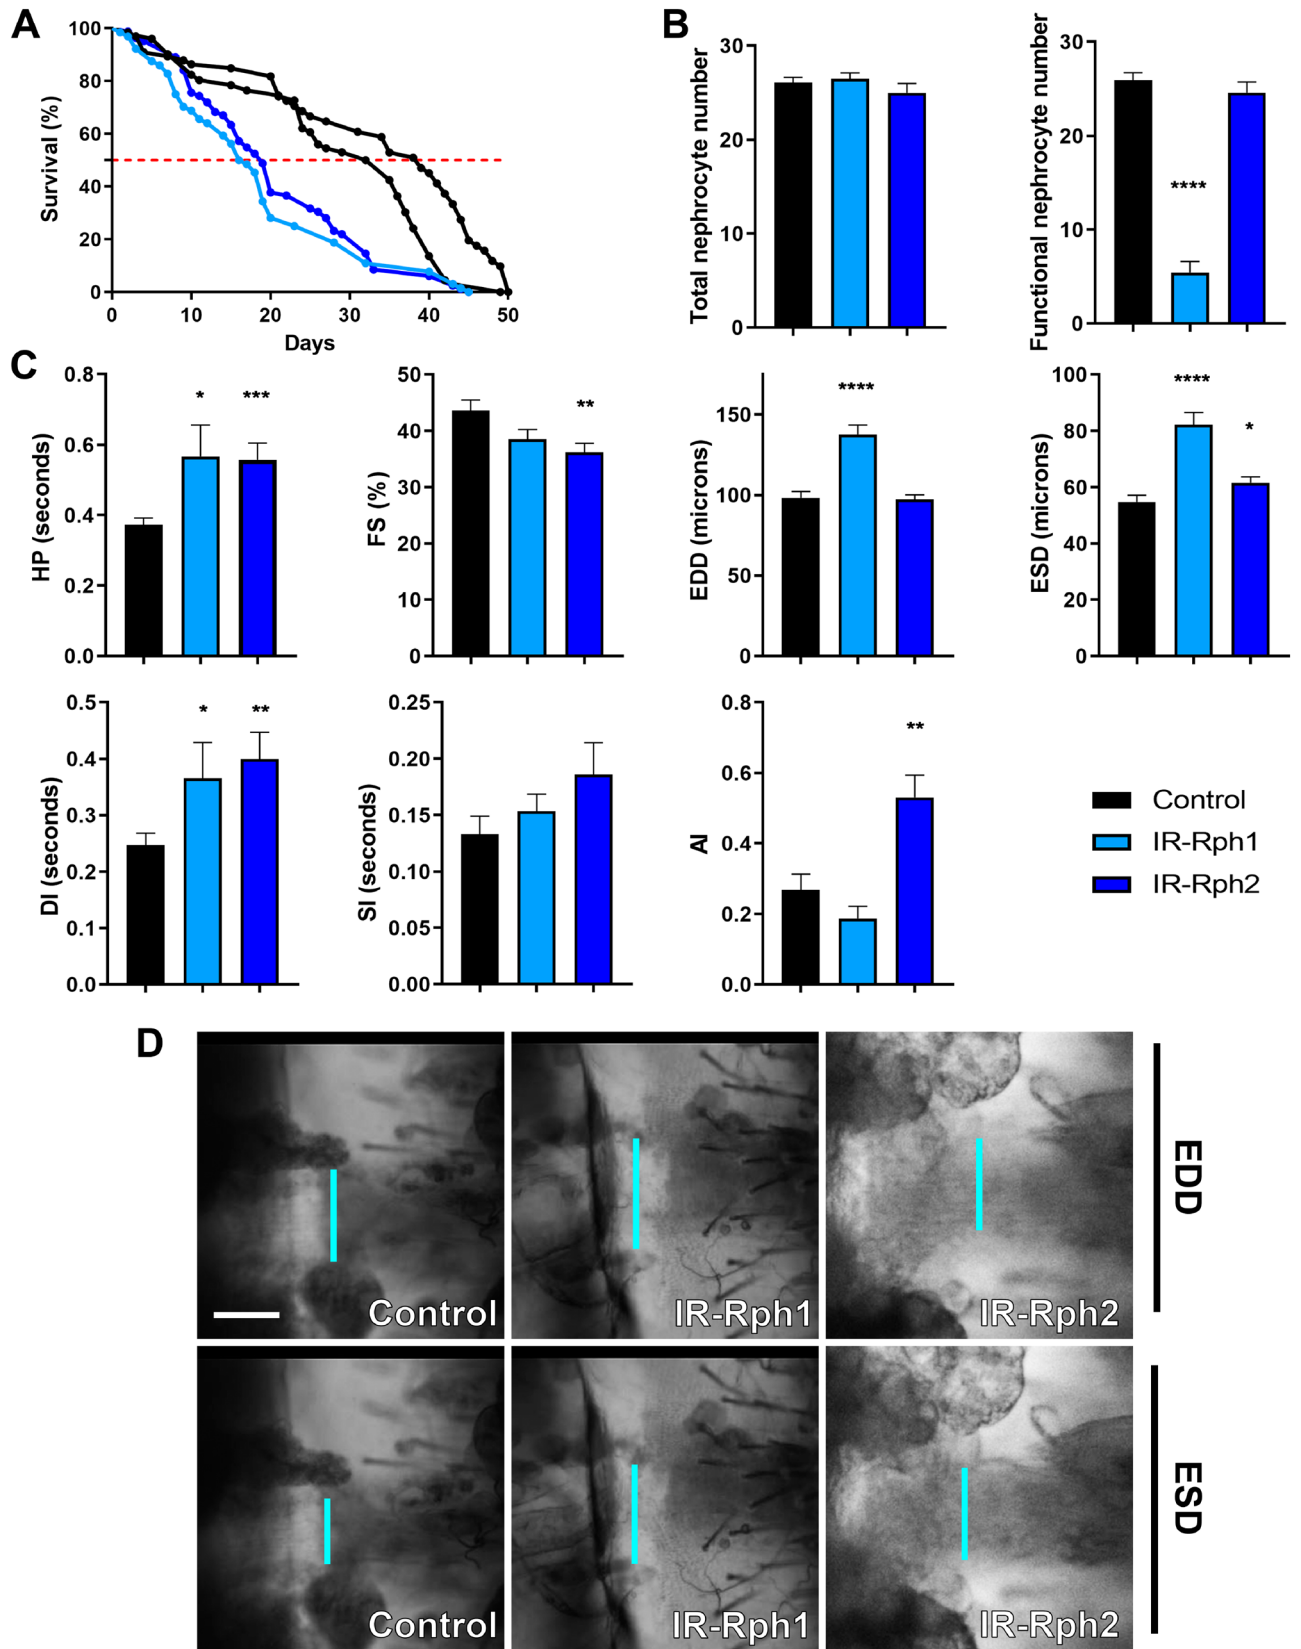 A
Survival (%)
100
80
60
40
20
0
0 10 20 30 40 50
Days
B
Total nephrocyte number
30
20
10
0
Functional nephrocyte number
30
20
10
0
****
C
HP (seconds)
0.8
0.6
0.4
0.2
0.0
* ***
FS (%)
50
40
30
20
10
0
**
EDD (microns)
150
100
50
0
****
ESD (microns)
100
80
60
40
20
0
**** *
DI (seconds)
0.5
0.4
0.3
0.2
0.1
0.0
* **
SI (seconds)
0.25
0.20
0.15
0.10
0.05
0.00
AI
0.8
0.6
0.4
0.2
0.0
**
Control
IR-Rph1
IR-Rph2
D
Control IR-Rph1 IR-Rph2
EDD
Control IR-Rph1 IR-Rph2
ESD